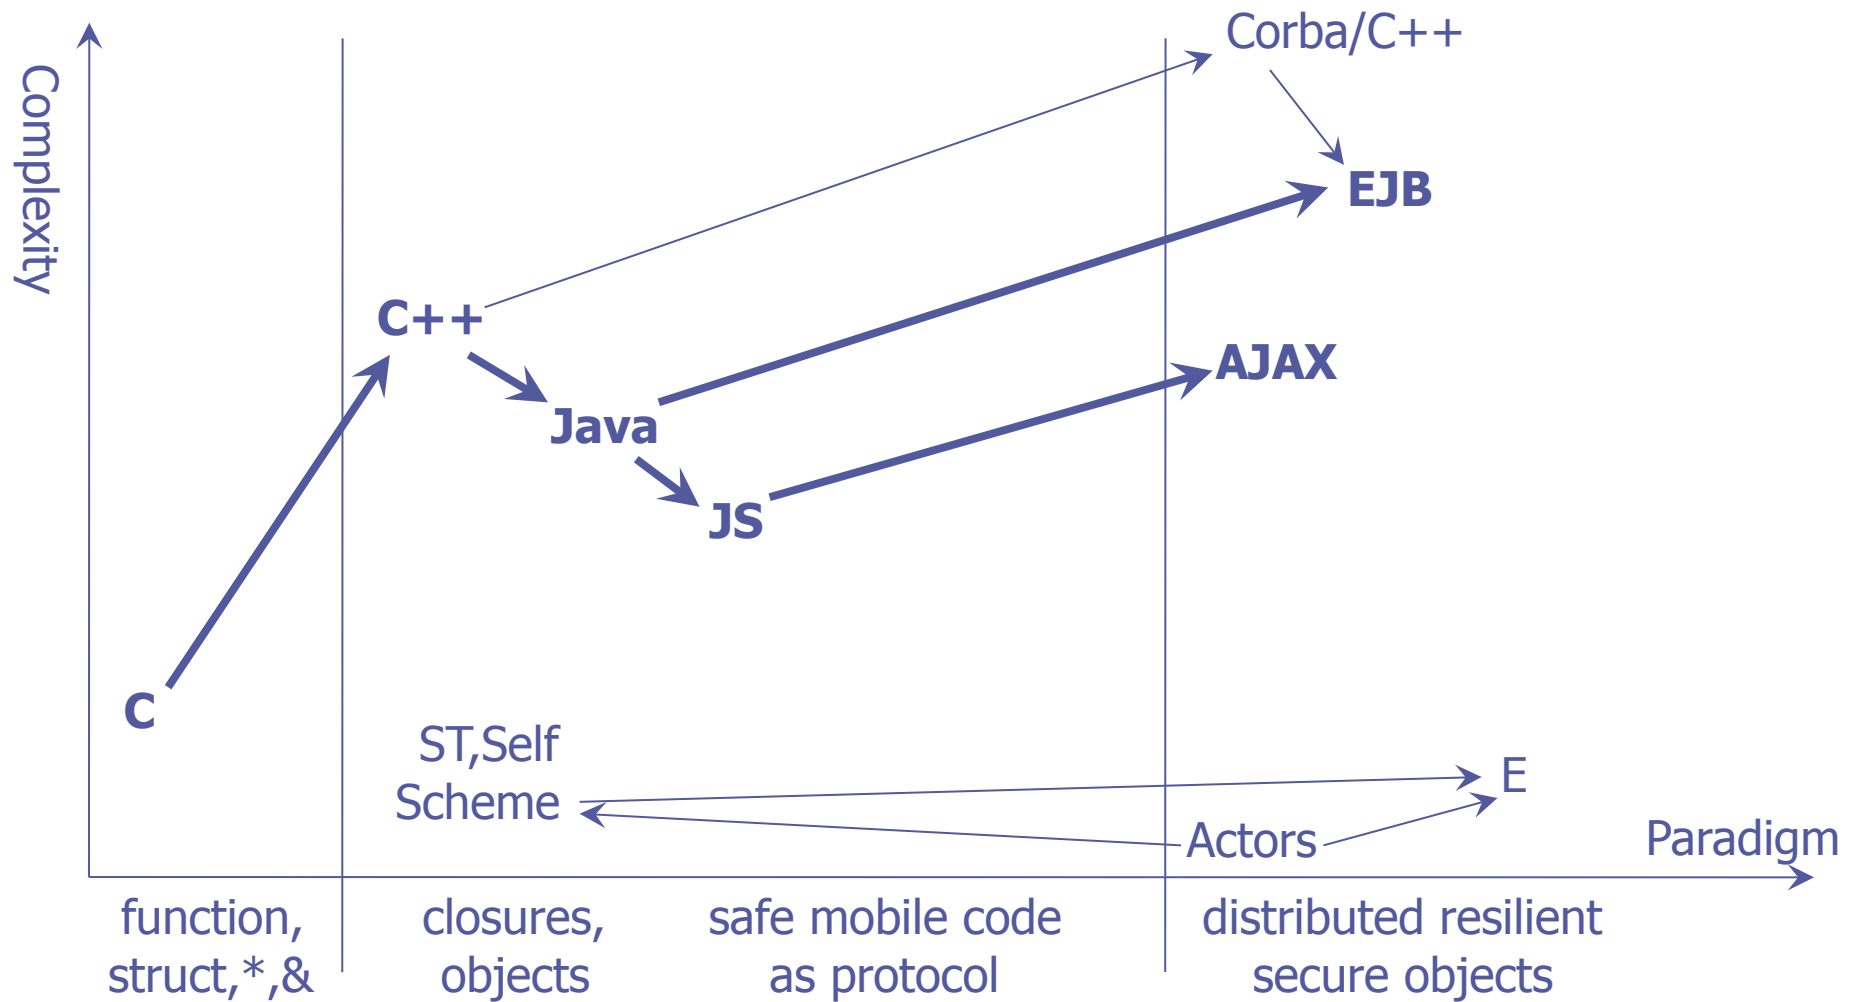 Complexity
Corba/C++
EJB
C++
AJAX
Java
JS
C
ST,Self
Scheme
E
Actors
Paradigm
function,
struct,*,&
closures,
objects
safe mobile code
as protocol
distributed resilient
secure objects